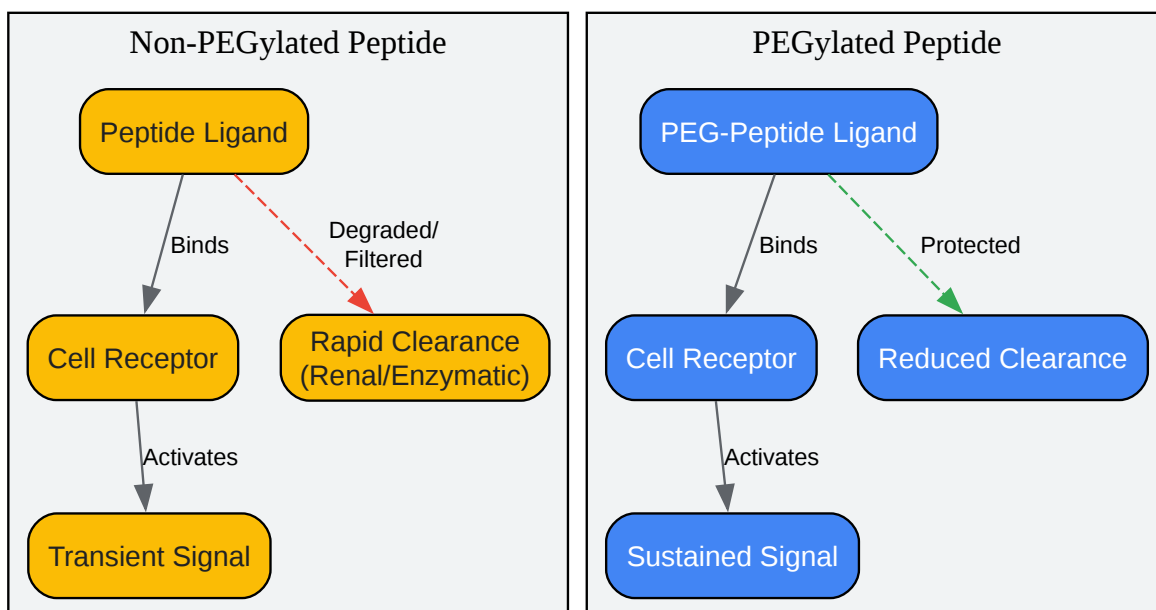 Non-PEGylated Peptide
Peptide Ligand
Binds
Degraded/
Filtered
Cell Receptor
Rapid Clearance
(Renal/Enzymatic)
Activates
Transient Signal
PEGylated Peptide
PEG-Peptide Ligand
Binds
Protected
Cell Receptor
Reduced Clearance
Activates
Sustained Signal